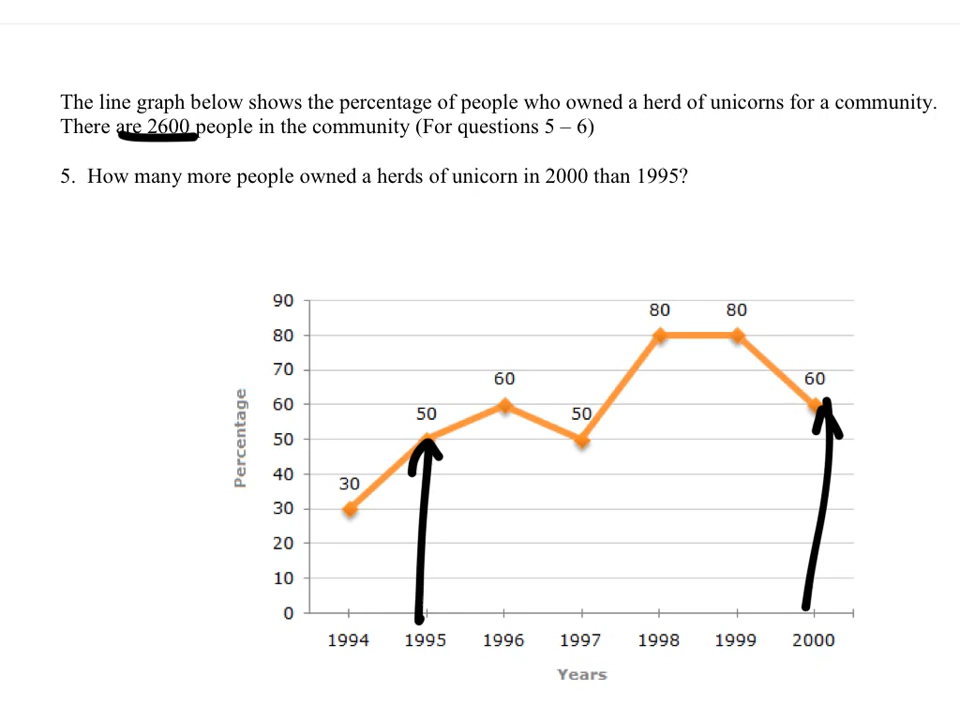 The line graph below shows the percentage of people who owned a herd of unicorns for a community.
There are 2600 people in the community (For questions 5 – 6)
5. How many more people owned a herds of unicorn in 2000 than 1995?
90
80
70
60
50
40
30
20
10
0
Percentage
30
50
60
50
80
80
60
1994 1995 1996 1997 1998 1999 2000
Years